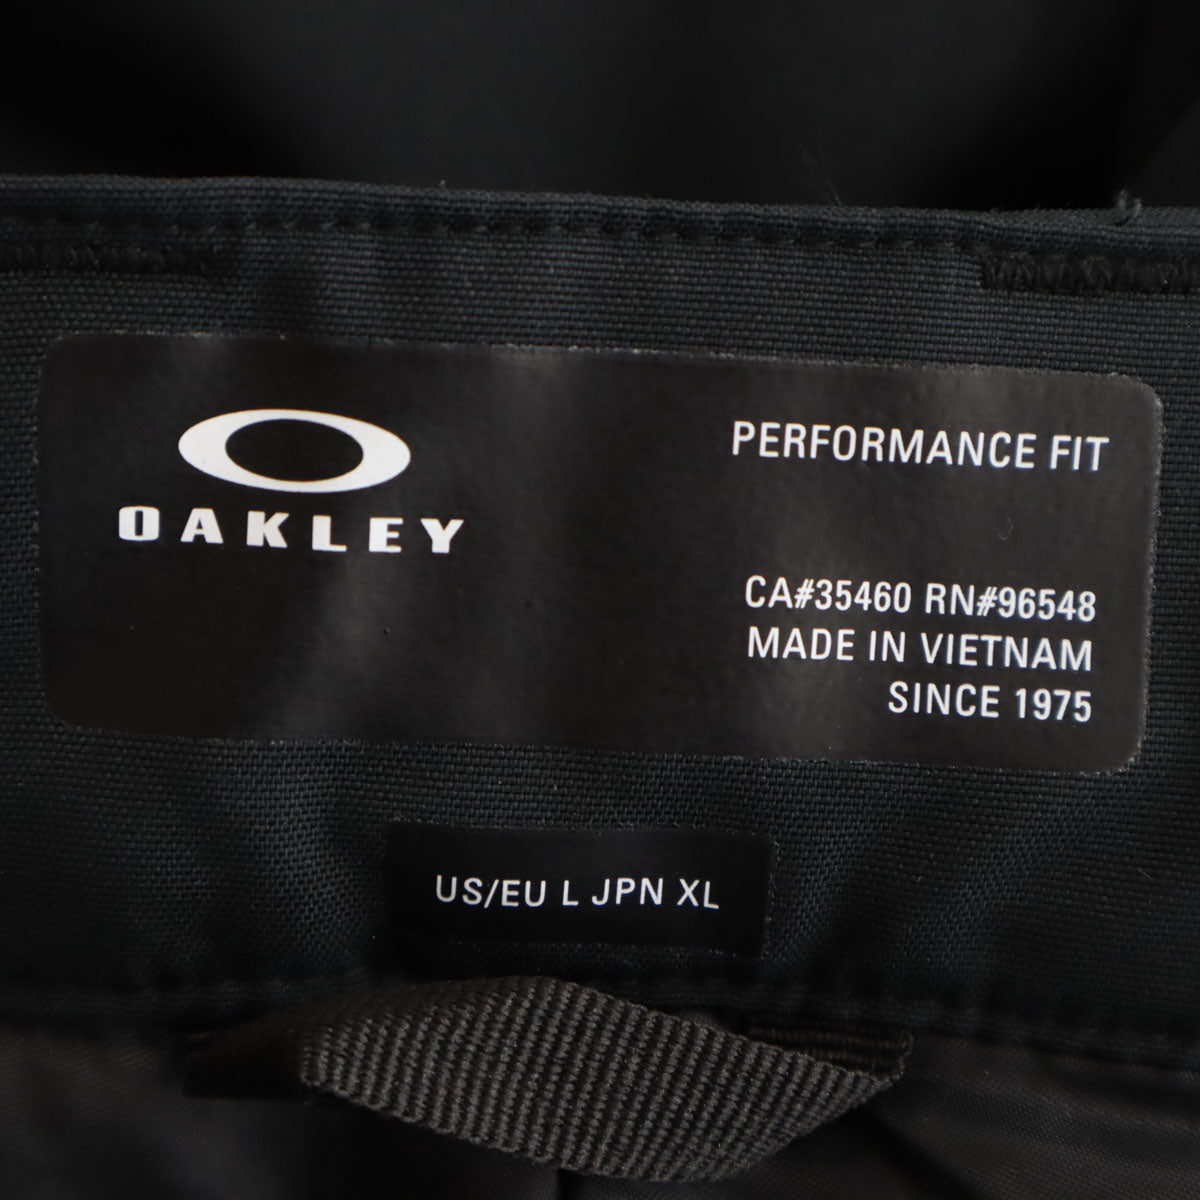 OAKLEY
PERFORMANCE FIT
CA#35460 RN#96548
MADE IN VIETNAM
SINCE 1975
US/EU L JPN XL